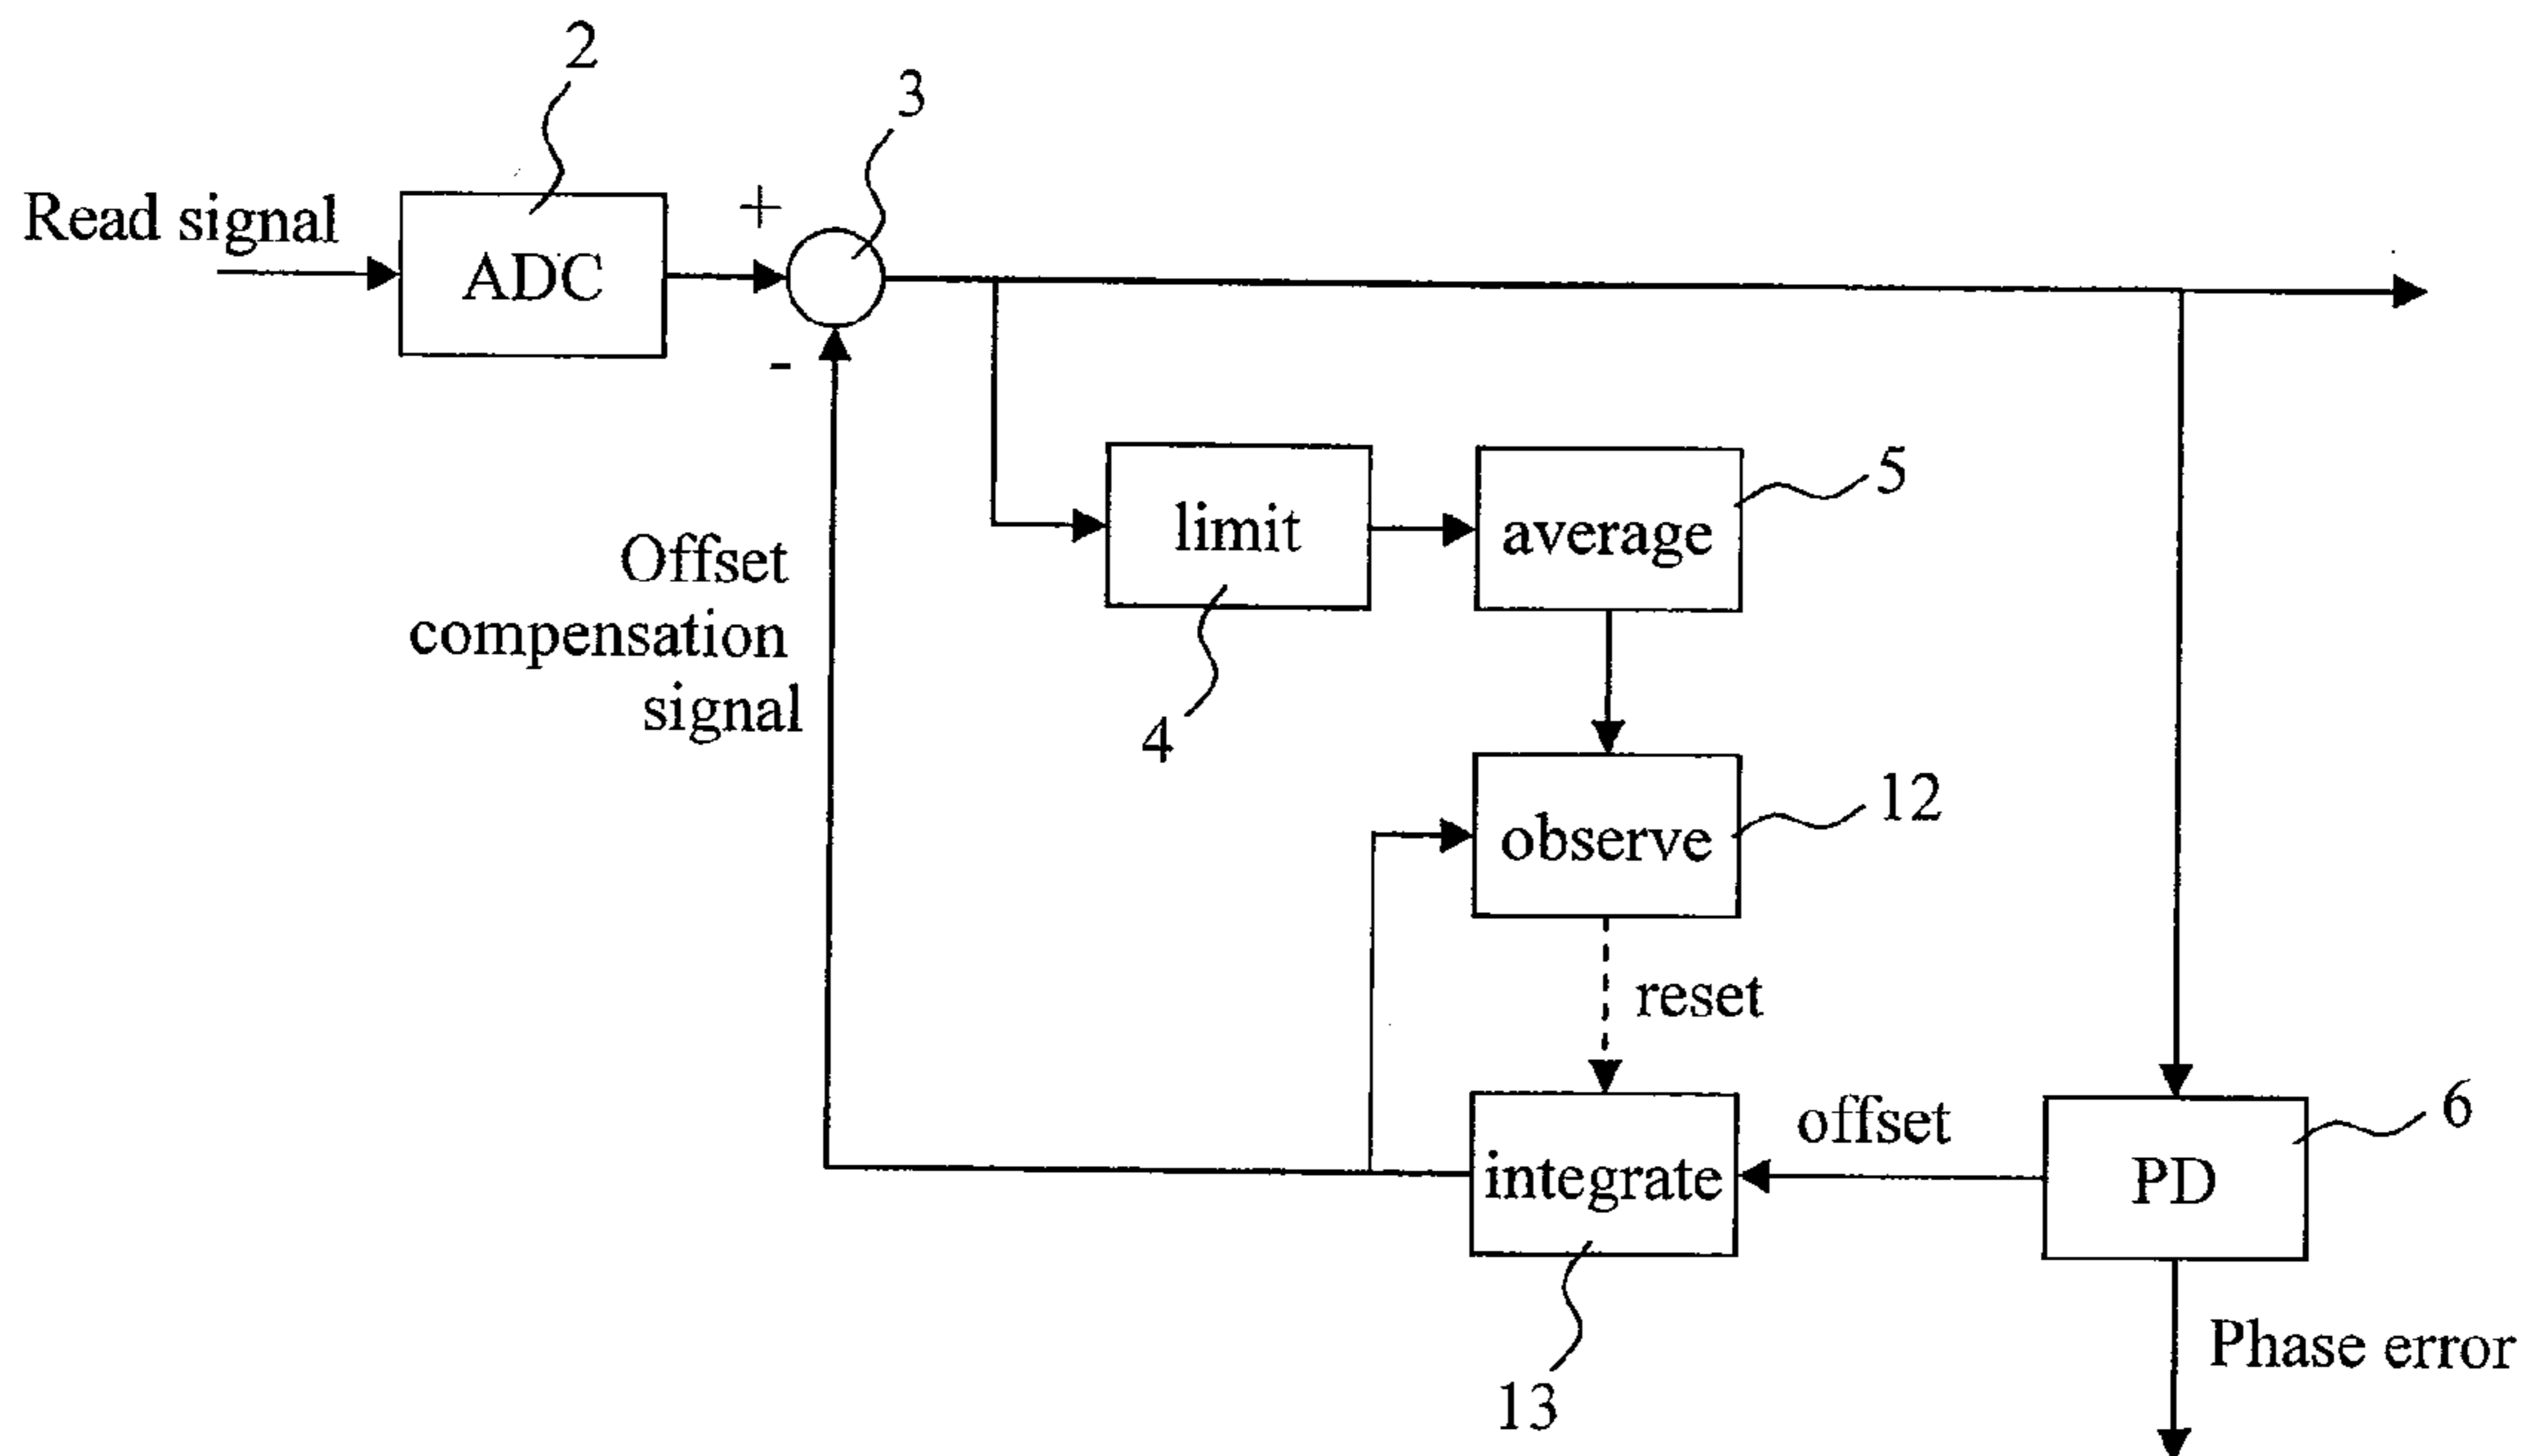 2
3
Read signal
+
ADC
-
limit
average
5
Offset
compensation
signal
4
observe
12
reset
offset
6
integrate
PD
13
Phase error